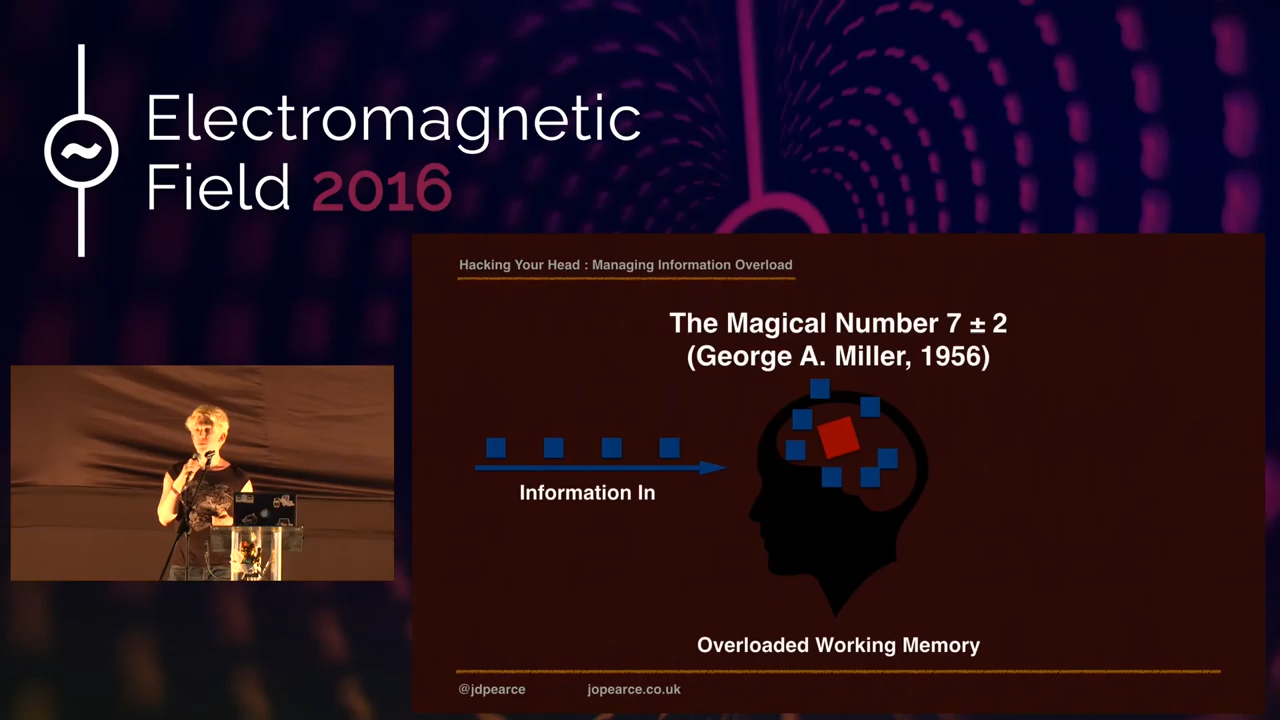 Electromagnetic
Field 2016
Hacking Your Head : Managing Information Overload
The Magical Number 7 ± 2
(George A. Miller, 1956)
Information In
Overloaded Working Memory
@jdpearce
jopearce.co.uk